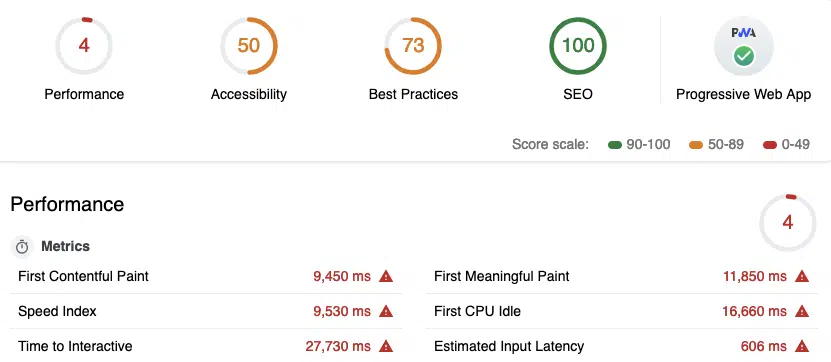 4 50 73 100 PWA
Performance Accessibility Best Practices SEO Progressive Web App
Score scale: 90-100 50-89 0-49
Performance 4
Metrics
First Contentful Paint 9,450 ms First Meaningful Paint 11,850 ms
Speed Index 9,530 ms First CPU Idle 16,660 ms
Time to Interactive 27,730 ms Estimated Input Latency 606 ms